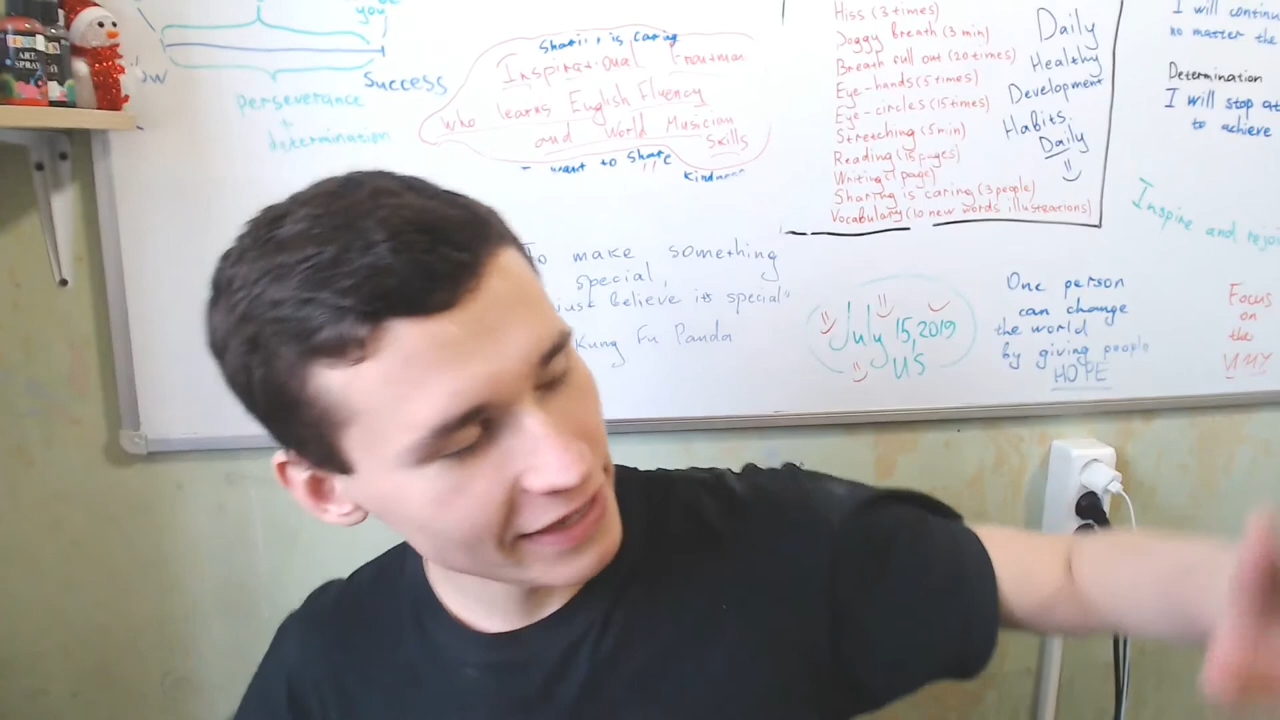 you
Success
perseverance
+
determination
Sharing is caring
Inspirational
who learns English Fluency
and World Musician
Skills
- want to share
Hiss (3 times)
Doggy Breath (3 min)
Breath pull out (20 times)
Eye-hands (5 times)
Eye-circles (15 times)
Stretching (5 min)
Reading (15 pages)
Writing (1 page)
Sharing is caring (3 people)
Vocabulary (10 new words illustrations)
Daily
Healthy
Development
Habits
Daily
I will
no matter the
Determination
I will stop at
to achieve
Inspire and
To make something
special,
just believe its special"
Kung Fu Panda
July 15, 2019
US
One person
can change
the world
by giving people
HOPE
Focus
on
the
WHY
ART-
SPRAY